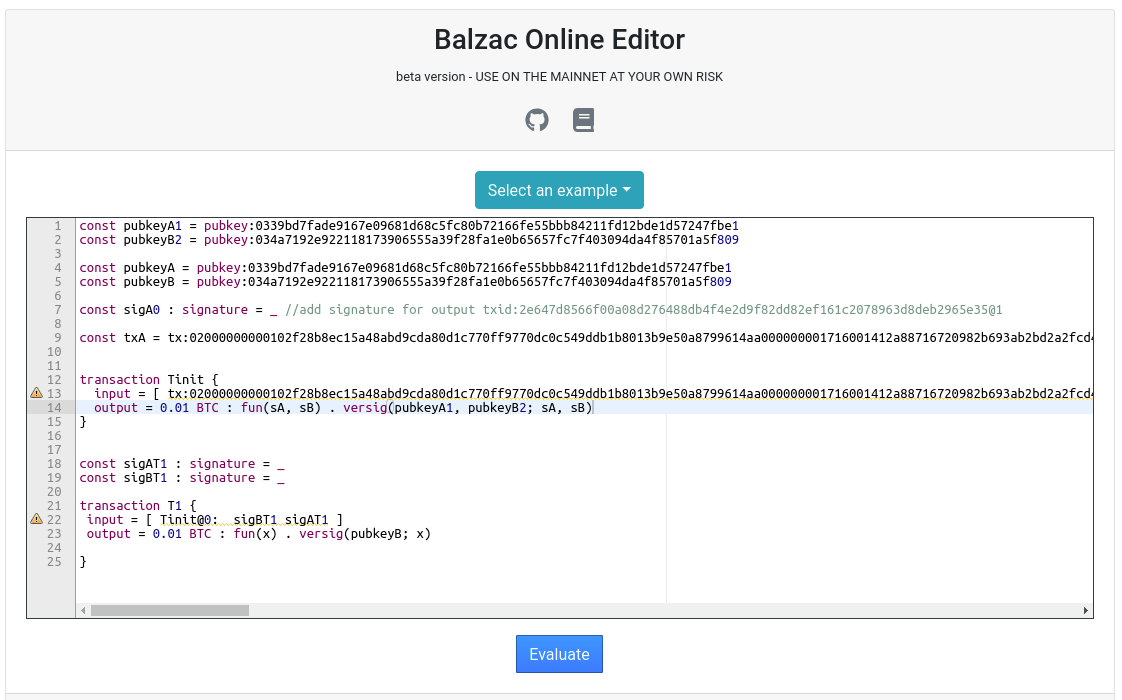 Balzac Online Editor
beta version - USE ON THE MAINNET AT YOUR OWN RISK
Select an example
1 const pubkeyA1 = pubkey:0339bd7fade9167e09681d68c5fc80b72166fe55bbb84211fd12bde1d57247fbe1
2 const pubkeyB2 = pubkey:034a7192e922118173906555a39f28fa1e0b65657fc7f403094da4f85701a5f809
3
4 const pubkeyA = pubkey:0339bd7fade9167e09681d68c5fc80b72166fe55bbb84211fd12bde1d57247fbe1
5 const pubkeyB = pubkey:034a7192e922118173906555a39f28fa1e0b65657fc7f403094da4f85701a5f809
6
7 const sigA0 : signature = _ //add signature for output txid:2e647d8566f00a08d276488db4f4e2d9f82dd82ef161c2078963d8deb2965e35@1
8
9 const txA = tx:02000000000102f28b8ec15a48abd9cda80d1c770ff9770dc0c549ddb1b8013b9e50a8799614aa000000001716001412a88716720982b693ab2bd2a2fcd4
10
11
12 transaction Tinit {
13 input = [ tx:02000000000102f28b8ec15a48abd9cda80d1c770ff9770dc0c549ddb1b8013b9e50a8799614aa000000001716001412a88716720982b693ab2bd2a2fcd4
14 output = 0.01 BTC : fun(sA, sB) . versig(pubkeyA1, pubkeyB2; sA, sB)
15 }
16
17
18 const sigAT1 : signature = _
19 const sigBT1 : signature = _
20
21 transaction T1 {
22 input = [ Tinit@0: sigBT1 sigAT1 ]
23 output = 0.01 BTC : fun(x) . versig(pubkeyB; x)
24
25 }
Evaluate